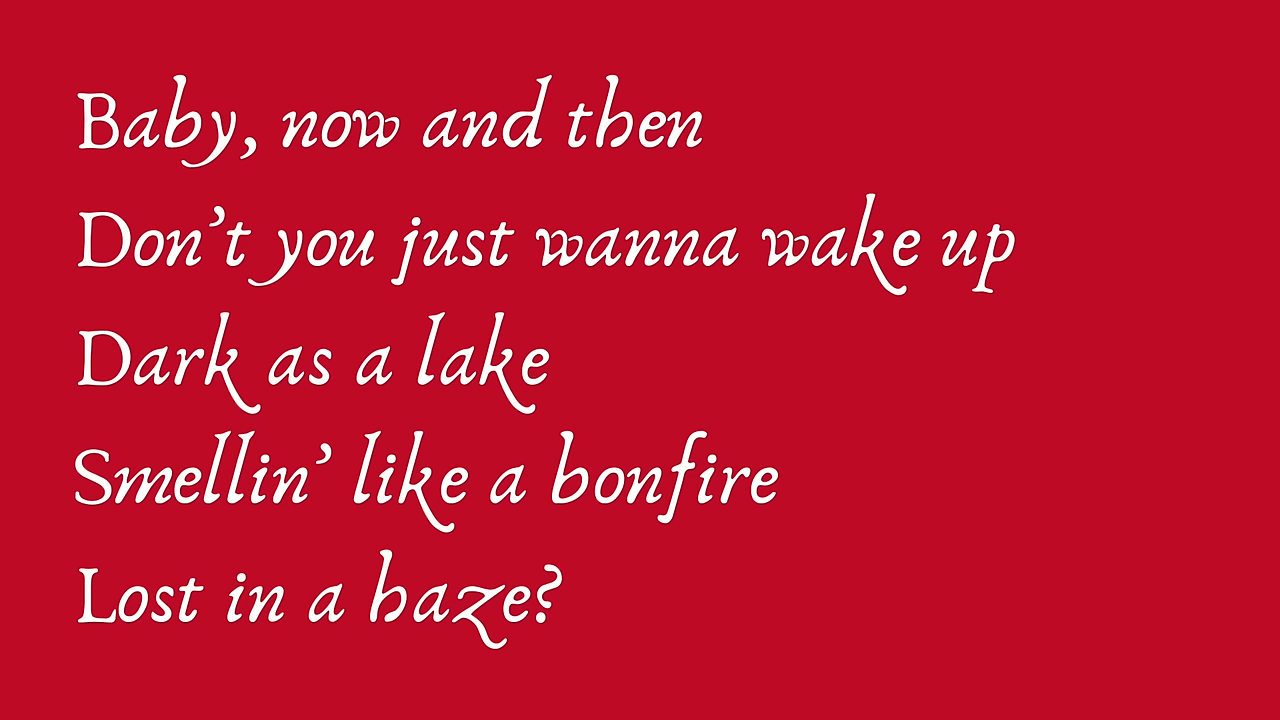 Baby, now and then
Don’t you just wanna wake up
Dark as a lake
Smellin’ like a bonfire
Lost in a haze?